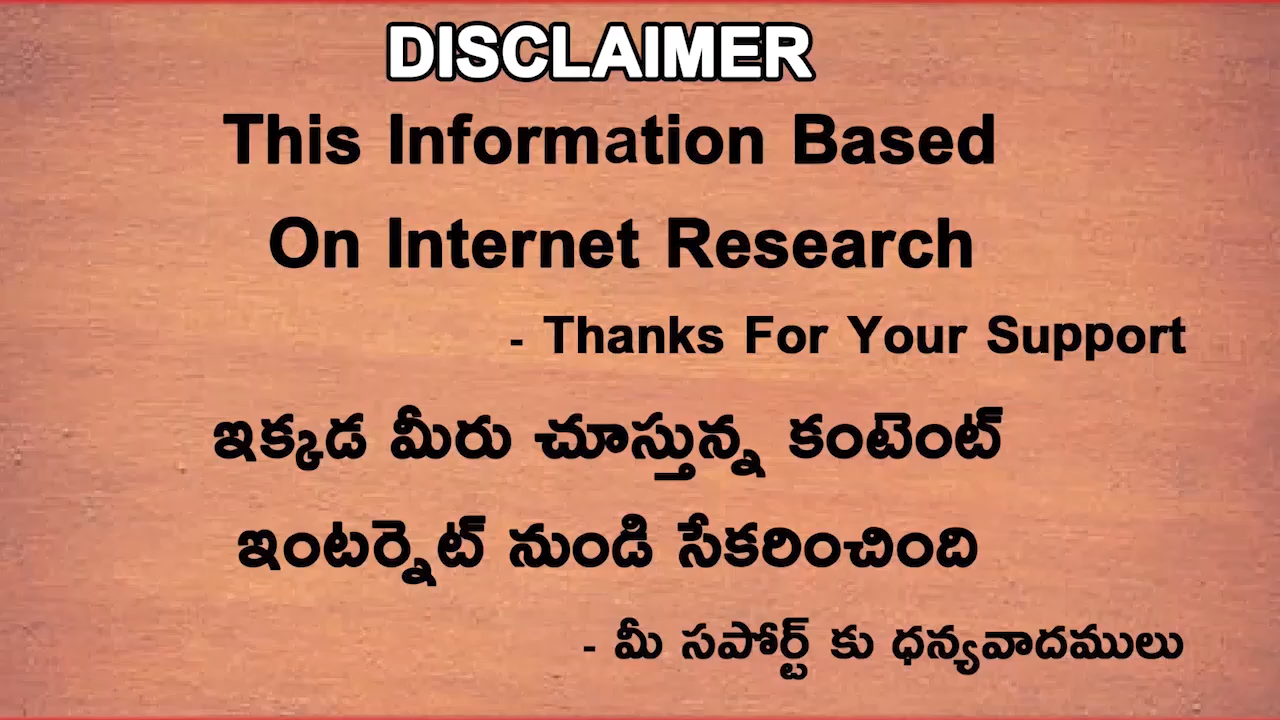 DISCLAIMER
This Information Based
On Internet Research
- Thanks For Your Support
ఇక్కడ మీరు చూస్తున్న కంటెంట్
ఇంటర్నెట్ నుండి సేకరించింది
- మీ సపోర్ట్ కు ధన్యవాదములు